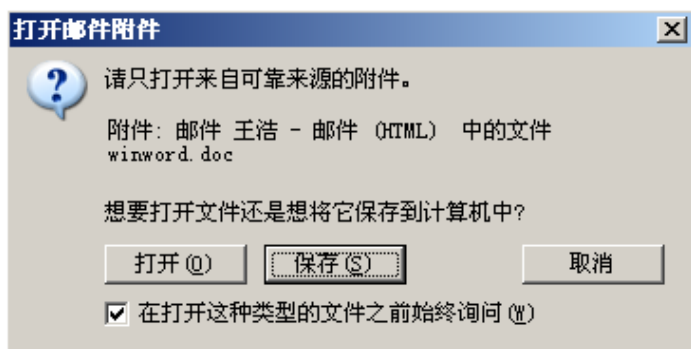 打开邮件附件
请只打开来自可靠来源的附件。
附件: 邮件 王浩 - 邮件 (HTML) 中的文件
winword.doc
想要打开文件还是想将它保存到计算机中?
打开(O) 保存(S) 取消
在打开这种类型的文件之前始终询问(W)